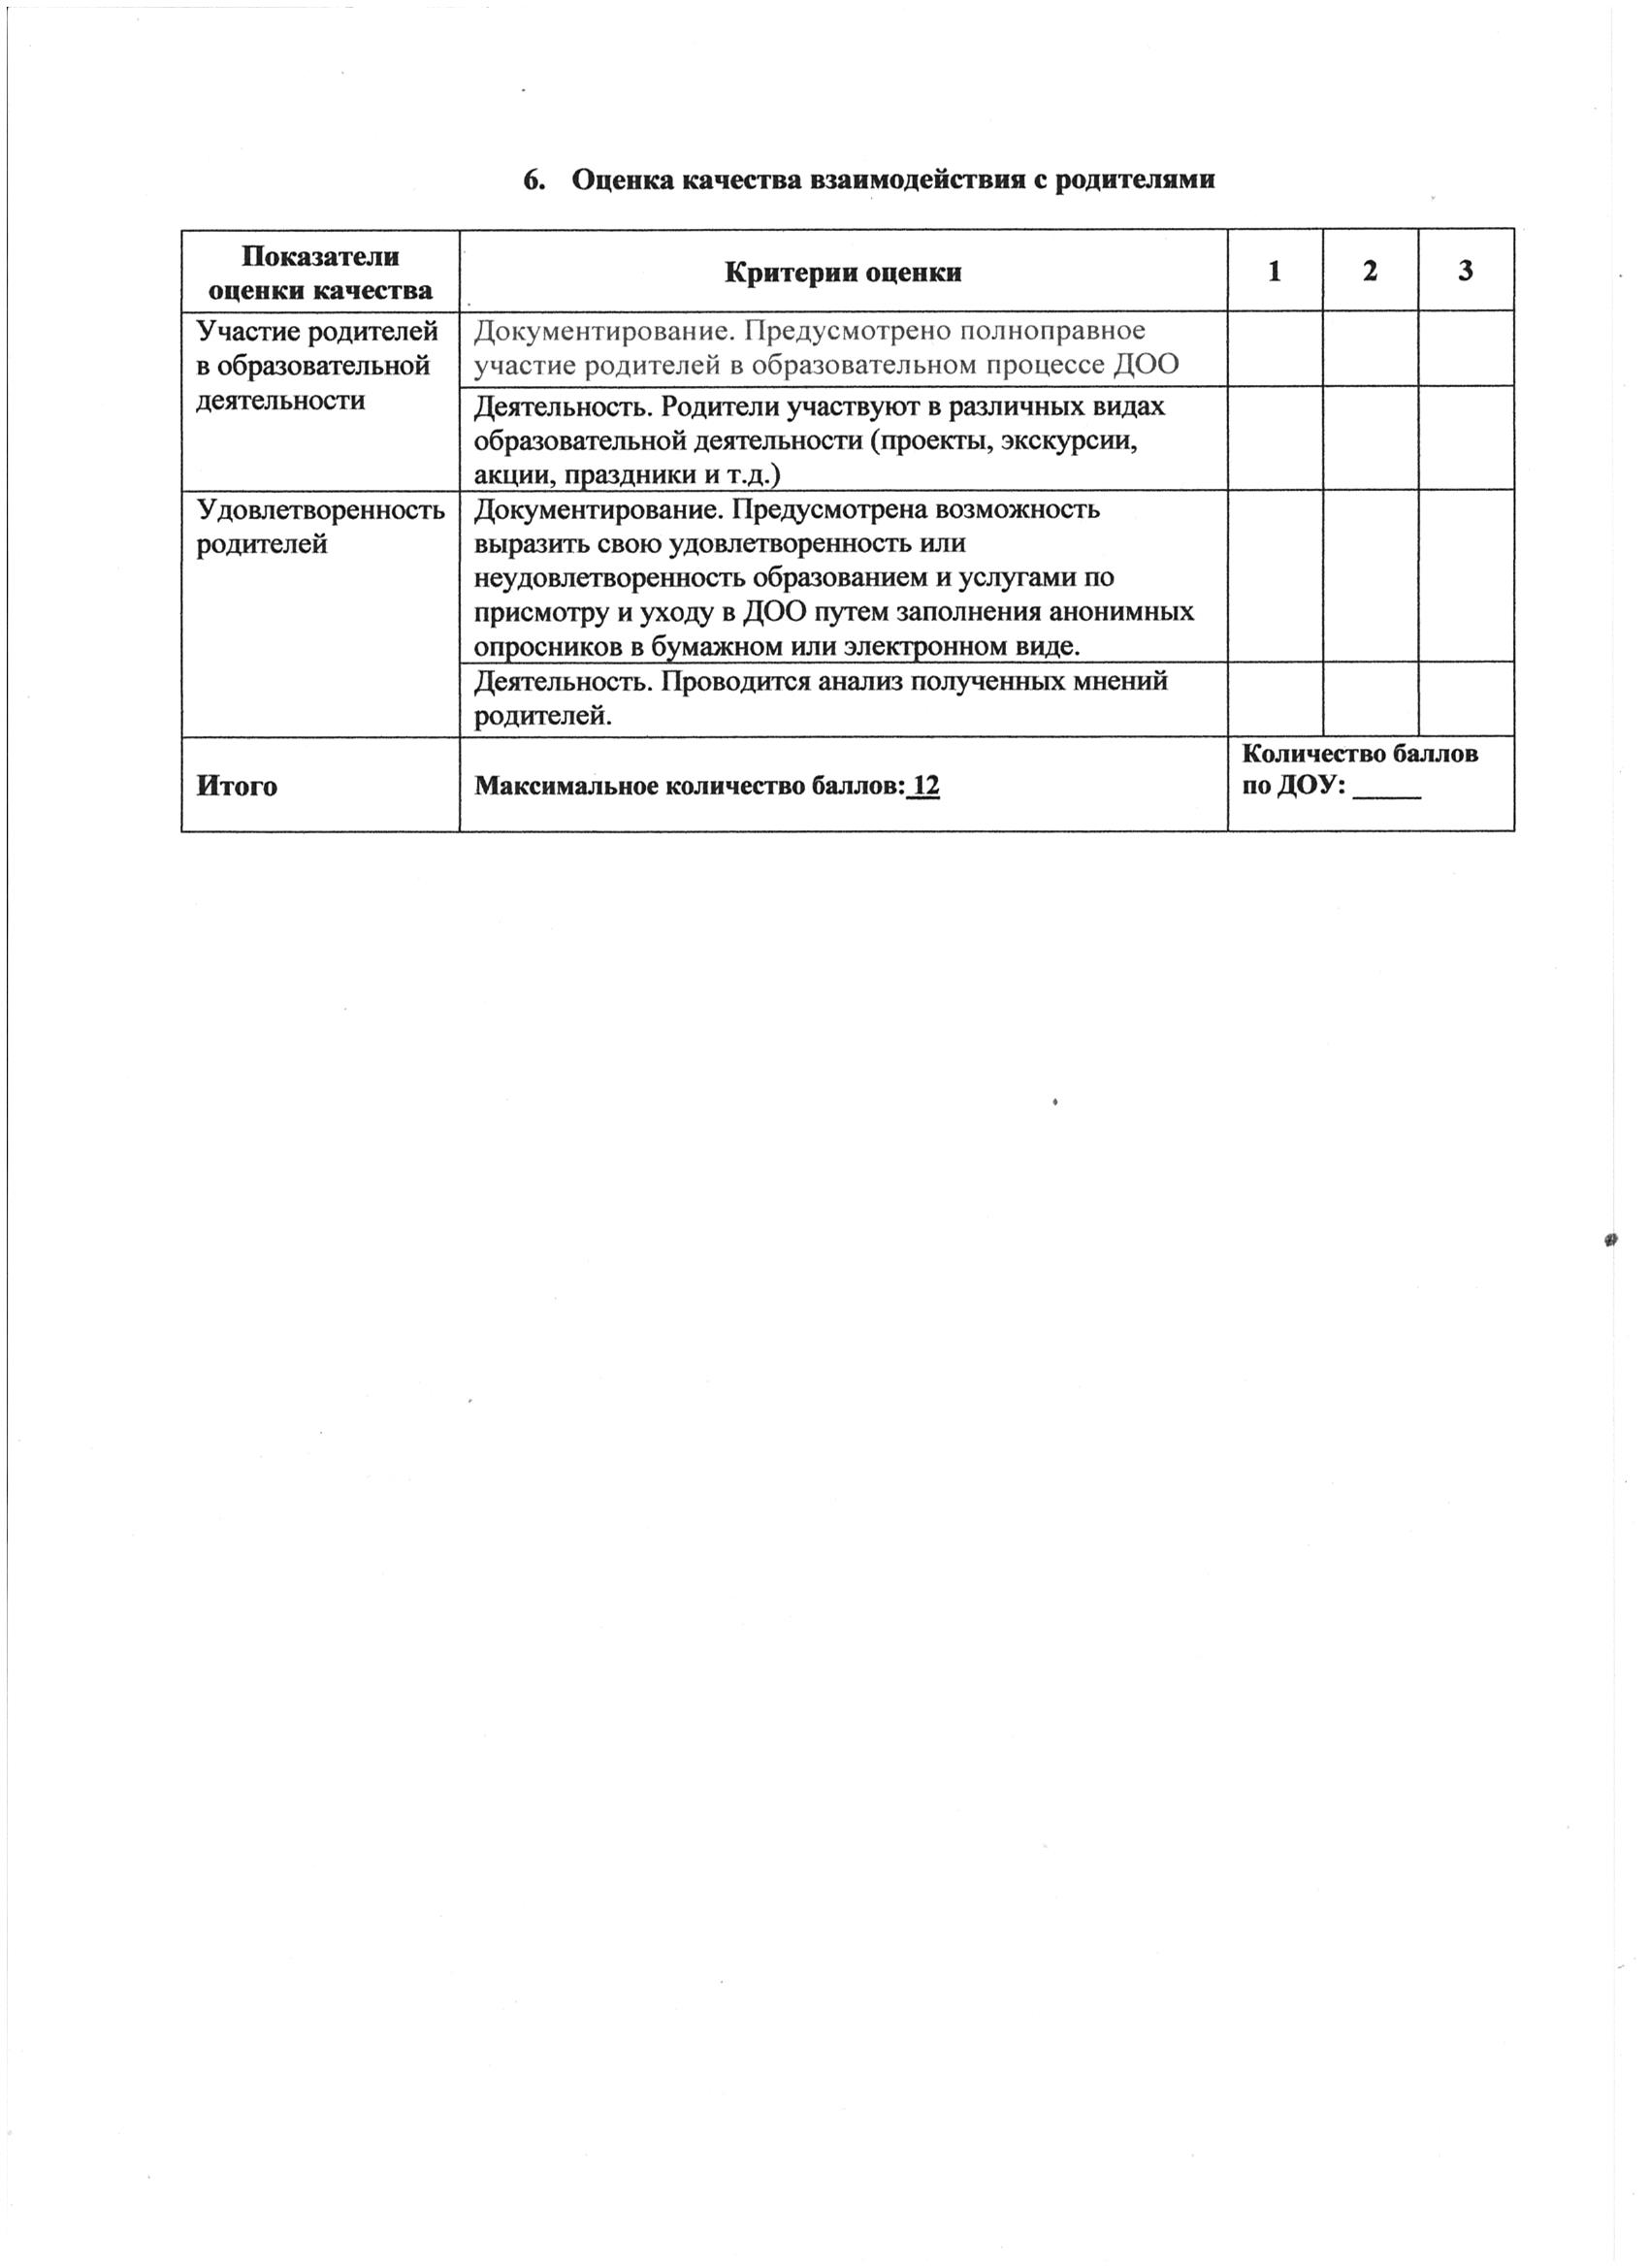 6. Оценка качества взаимодействия с родителями
Показатели
оценки качества
Критерии оценки
1
2
3
Участие родителей
в образовательной
деятельности
Документирование. Предусмотрено полноправное
участие родителей в образовательном процессе ДОО
Деятельность. Родители участвуют в различных видах
образовательной деятельности (проекты, экскурсии,
акции, праздники и т.д.)
Удовлетворенность
родителей
Документирование. Предусмотрена возможность
выразить свою удовлетворенность или
неудовлетворенность образованием и услугами по
присмотру и уходу в ДОО путем заполнения анонимных
опросников в бумажном или электронном виде.
Деятельность. Проводится анализ полученных мнений
родителей.
Итого
Максимальное количество баллов: 12
Количество баллов
по ДОУ: _____